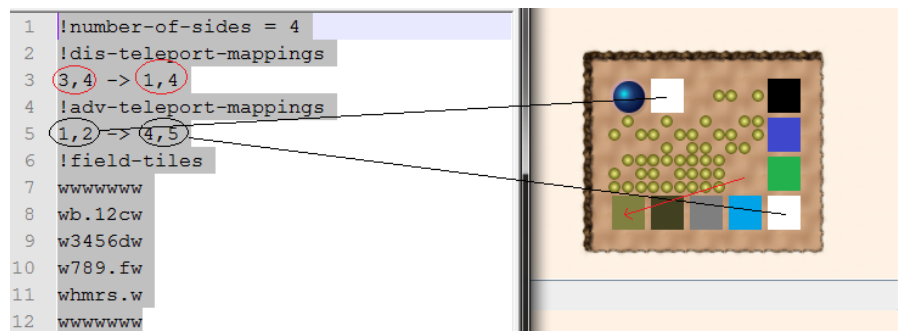 1 !number-of-sides = 4
2 !dis-teleport-mappings
3 3,4 -> 1,4
4 !adv-teleport-mappings
5 1,2 -> 4,5
6 !field-tiles
7 wwwwwww
8 wb.12cw
9 w3456dw
10 w789.fw
11 whmrs.w
12 wwwwwww